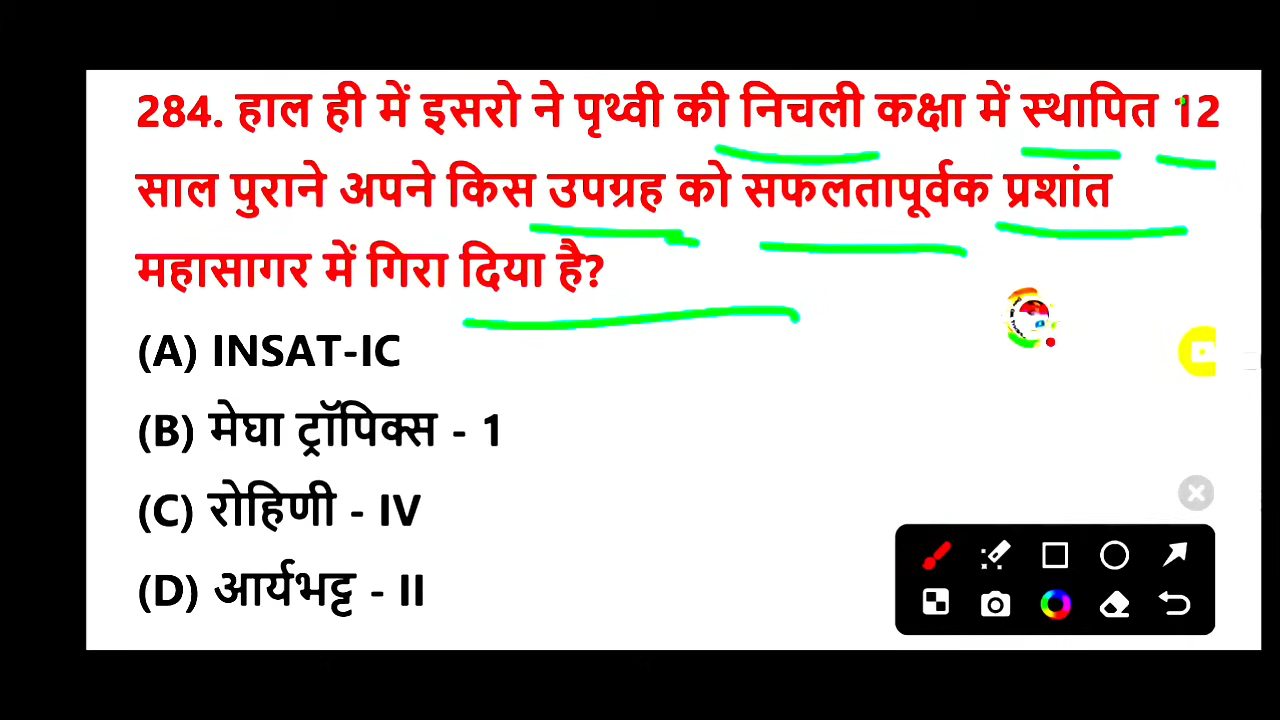 284. हाल ही में इसरो ने पृथ्वी की निचली कक्षा में स्थापित 12
साल पुराने अपने किस उपग्रह को सफलतापूर्वक प्रशांत
महासागर में गिरा दिया है?
(A) INSAT-IC
(B) मेघा ट्रॉपिक्स - 1
(C) रोहिणी - IV
(D) आर्यभट्ट - II